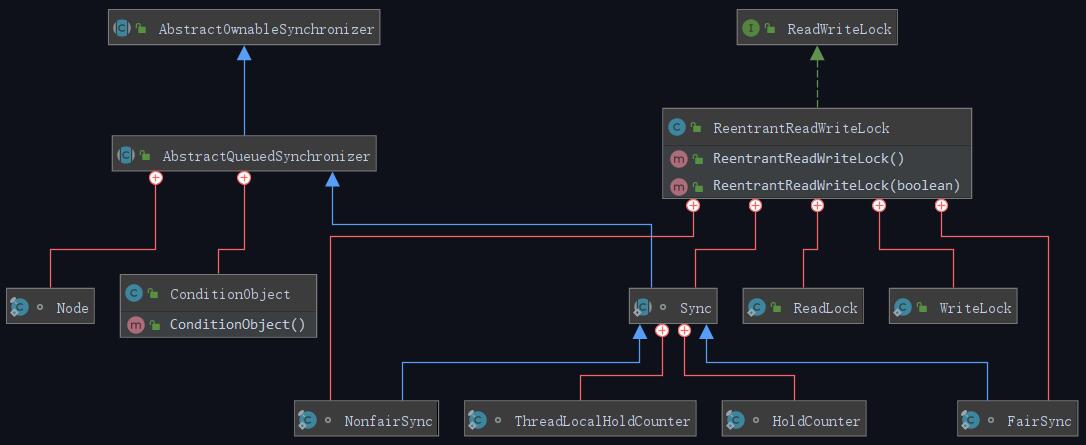 AbstractOwnableSynchronizer
ReadWriteLock
ReentrantReadWriteLock
ReentrantReadWriteLock()
ReentrantReadWriteLock(boolean)
AbstractQueuedSynchronizer
Node
ConditionObject
ConditionObject()
Sync
ReadLock
WriteLock
NonfairSync
ThreadLocalHoldCounter
HoldCounter
FairSync